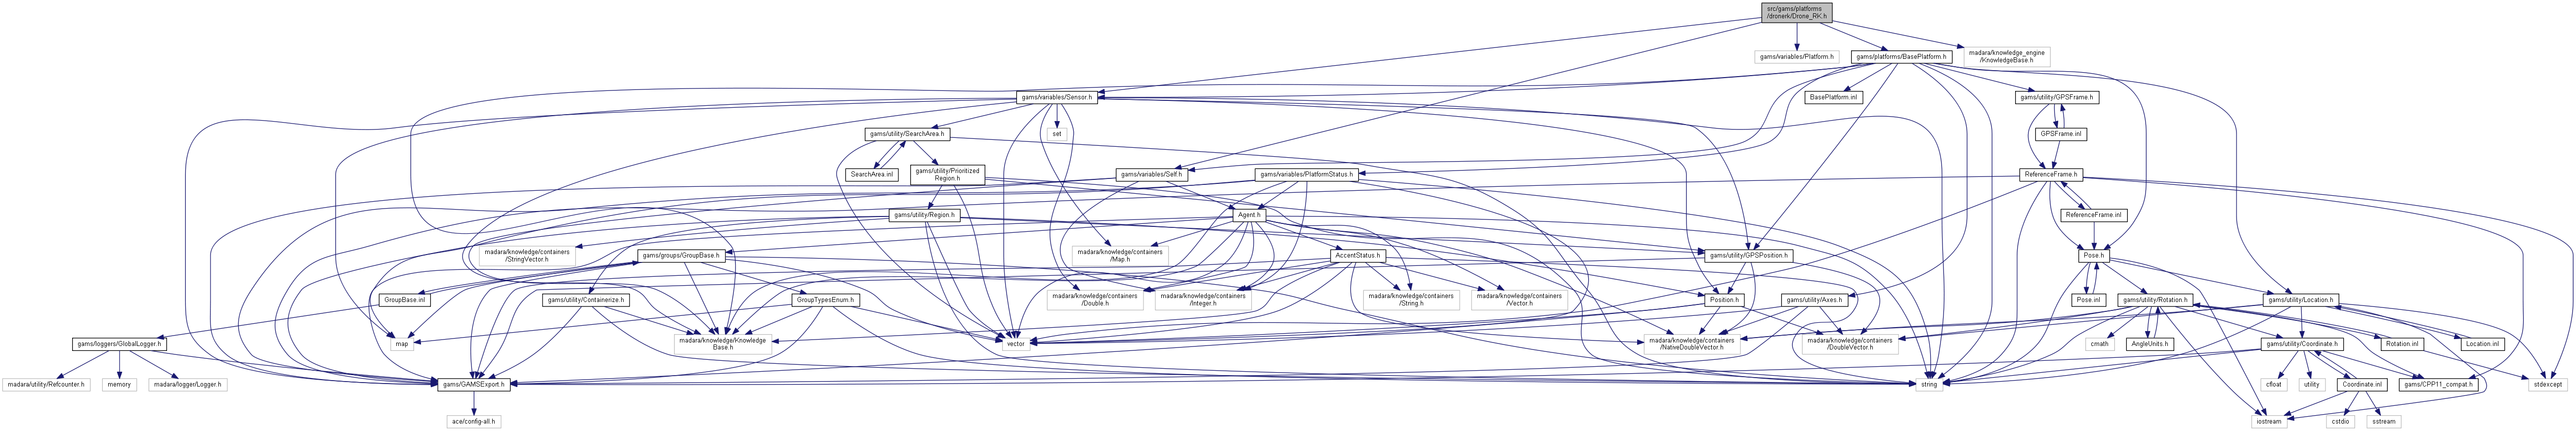 src/gams/platforms
/dronerk/Drone_RK.h
gams/variables/Platform.h
gams/platforms/BasePlatform.h
madara/knowledge_engine
/KnowledgeBase.h
gams/variables/Sensor.h
BasePlatform.inl
gams/utility/GPSFrame.h
gams/utility/SearchArea.h
set
GPSFrame.inl
SearchArea.inl
gams/utility/Prioritized
Region.h
gams/variables/Self.h
gams/variables/PlatformStatus.h
ReferenceFrame.h
gams/utility/Region.h
Agent.h
ReferenceFrame.inl
madara/knowledge/containers
/StringVector.h
gams/groups/GroupBase.h
madara/knowledge/containers
/Map.h
AccentStatus.h
gams/utility/GPSPosition.h
Pose.h
GroupBase.inl
gams/utility/Containerize.h
GroupTypesEnum.h
madara/knowledge/containers
/Double.h
madara/knowledge/containers
/Integer.h
madara/knowledge/containers
/String.h
madara/knowledge/containers
/Vector.h
Position.h
gams/utility/Axes.h
Pose.inl
gams/utility/Rotation.h
gams/utility/Location.h
gams/loggers/GlobalLogger.h
map
madara/knowledge/Knowledge
Base.h
vector
madara/knowledge/containers
/NativeDoubleVector.h
madara/knowledge/containers
/DoubleVector.h
cmath
AngleUnits.h
gams/utility/Coordinate.h
Rotation.inl
Location.inl
madara/utility/Refcounter.h
memory
madara/logger/Logger.h
gams/GAMSExport.h
string
cfloat
utility
Coordinate.inl
gams/CPP11_compat.h
stdexcept
ace/config-all.h
iostream
cstdio
sstream